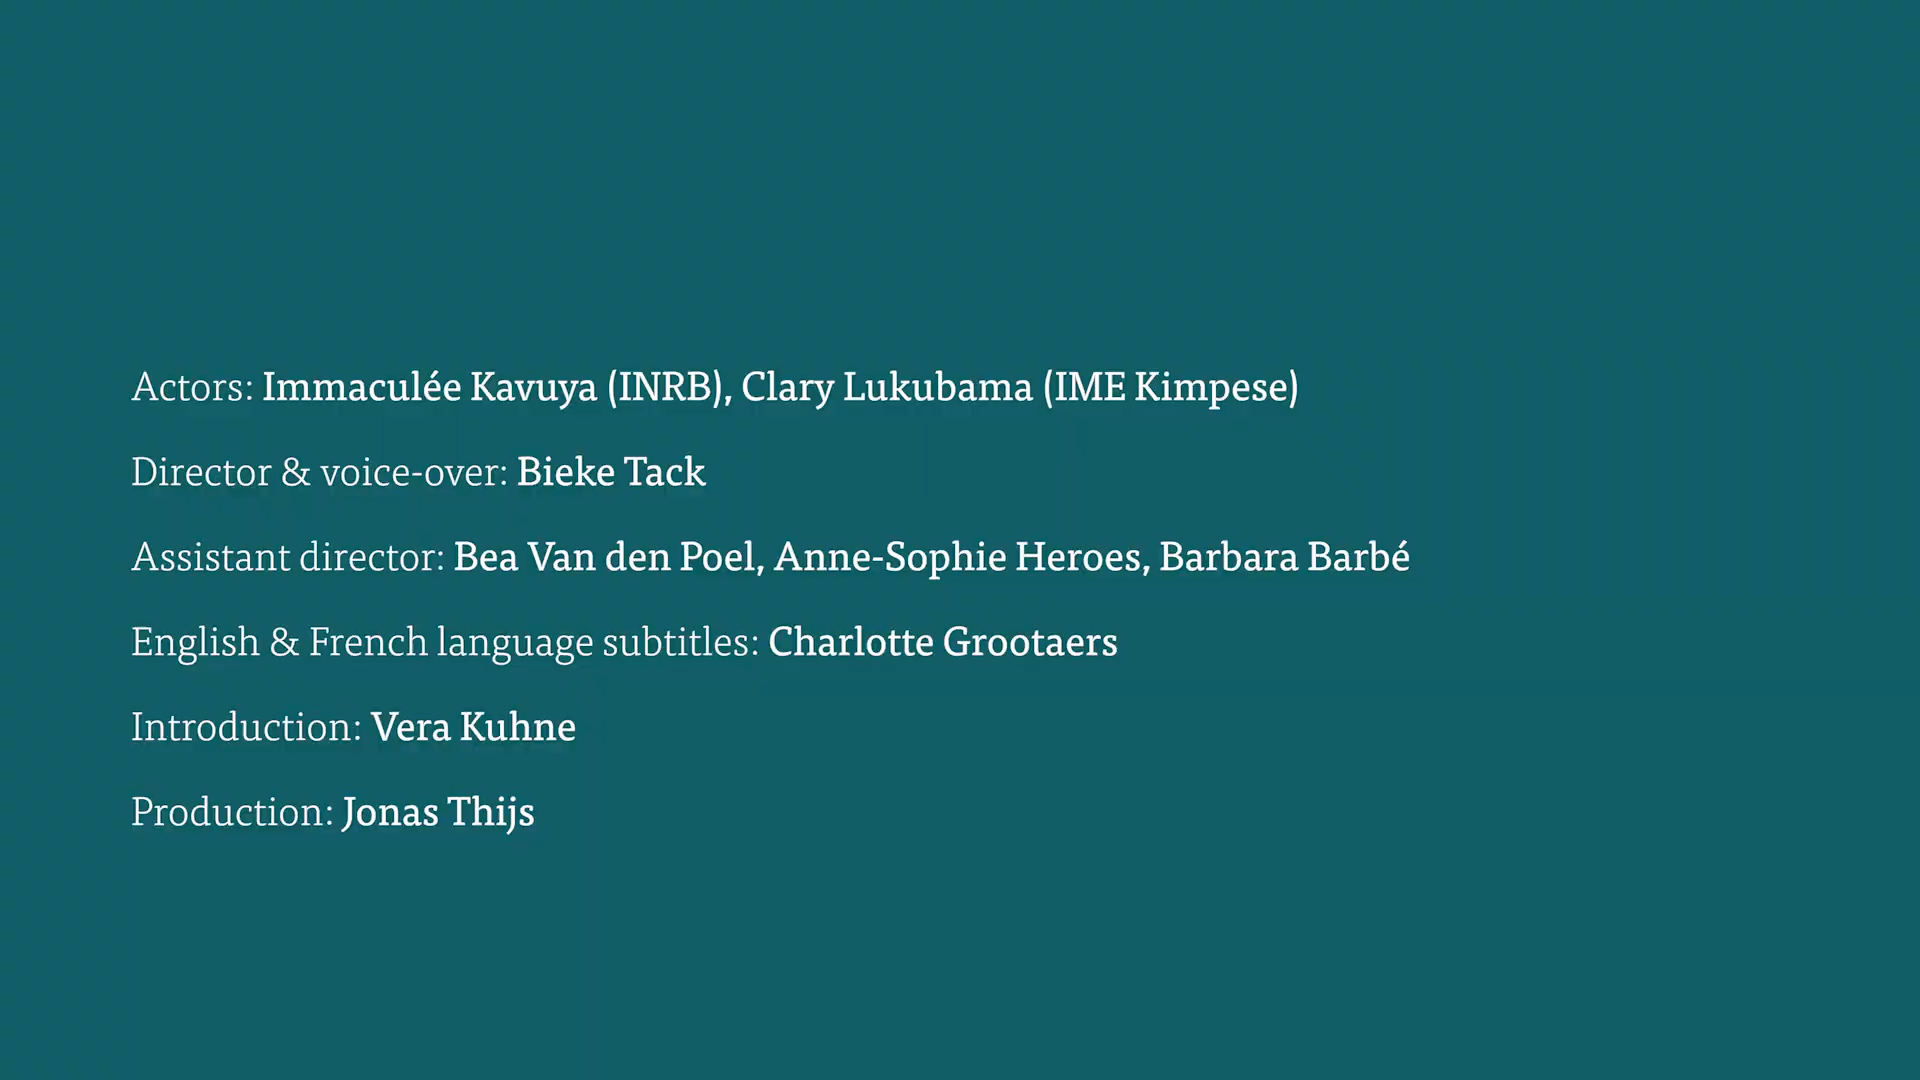 Actors: Immaculée Kavuya (INRB), Clary Lukubama (IME Kimpese)
Director & voice-over: Bieke Tack
Assistant director: Bea Van den Poel, Anne-Sophie Heroes, Barbara Barbé
English & French language subtitles: Charlotte Grootaers
Introduction: Vera Kuhne
Production: Jonas Thijs